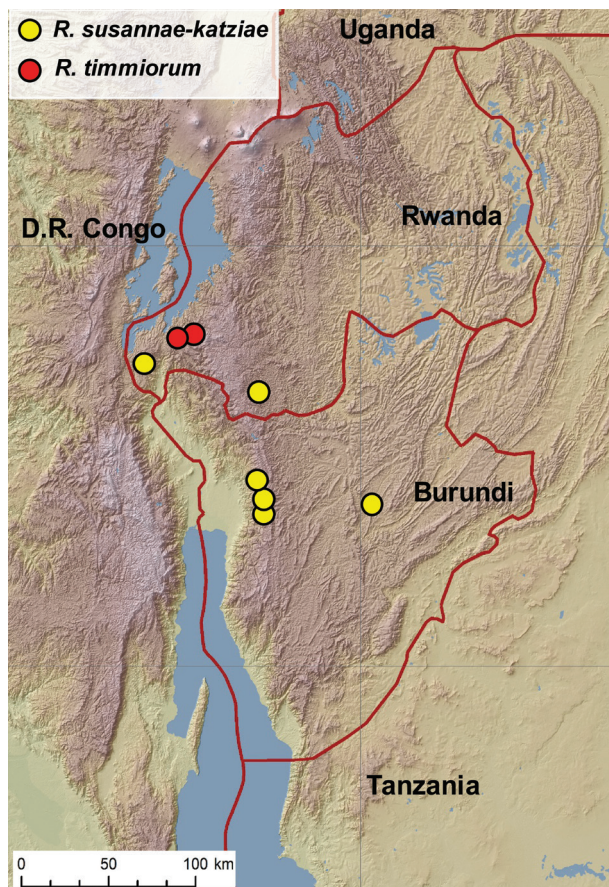 R. susannae-katziae
R. timmiorum
Uganda
D.R. Congo
Rwanda
Burundi
Tanzania
0 50 100 km